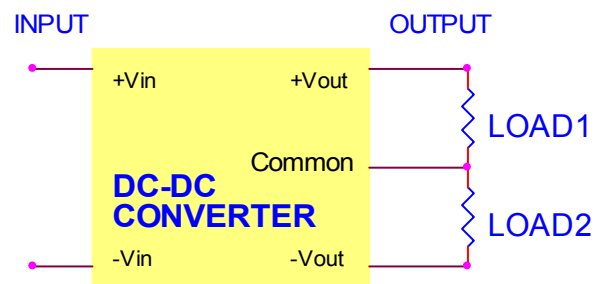 INPUT
OUTPUT
+Vin
+Vout
LOAD1
Common
DC-DC
CONVERTER
LOAD2
-Vin
-Vout